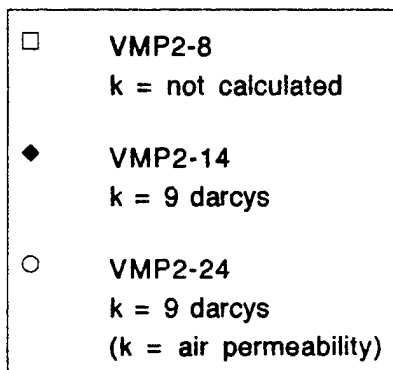 VMP2-8
k = not calculated
VMP2-14
k = 9 darcys
VMP2-24
k = 9 darcys
(k = air permeability)